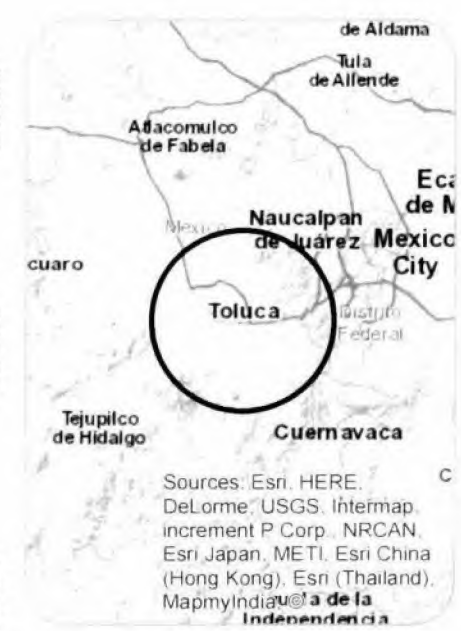 de Aldama
Tula
de Allende
Atlacomulco
de Fabela
Eca
de M
Mexico
Naucalpan
de Juárez
Mexico
City
cuaro
Toluca
Distrito
Federal
Tejupilco
de Hidalgo
Cuernavaca
C
Sources: Esri, HERE,
DeLorme, USGS, Intermap,
increment P Corp., NRCAN,
Esri Japan, METI, Esri China
(Hong Kong), Esri (Thailand),
MapmyIndia, ©
a de la
Independencia